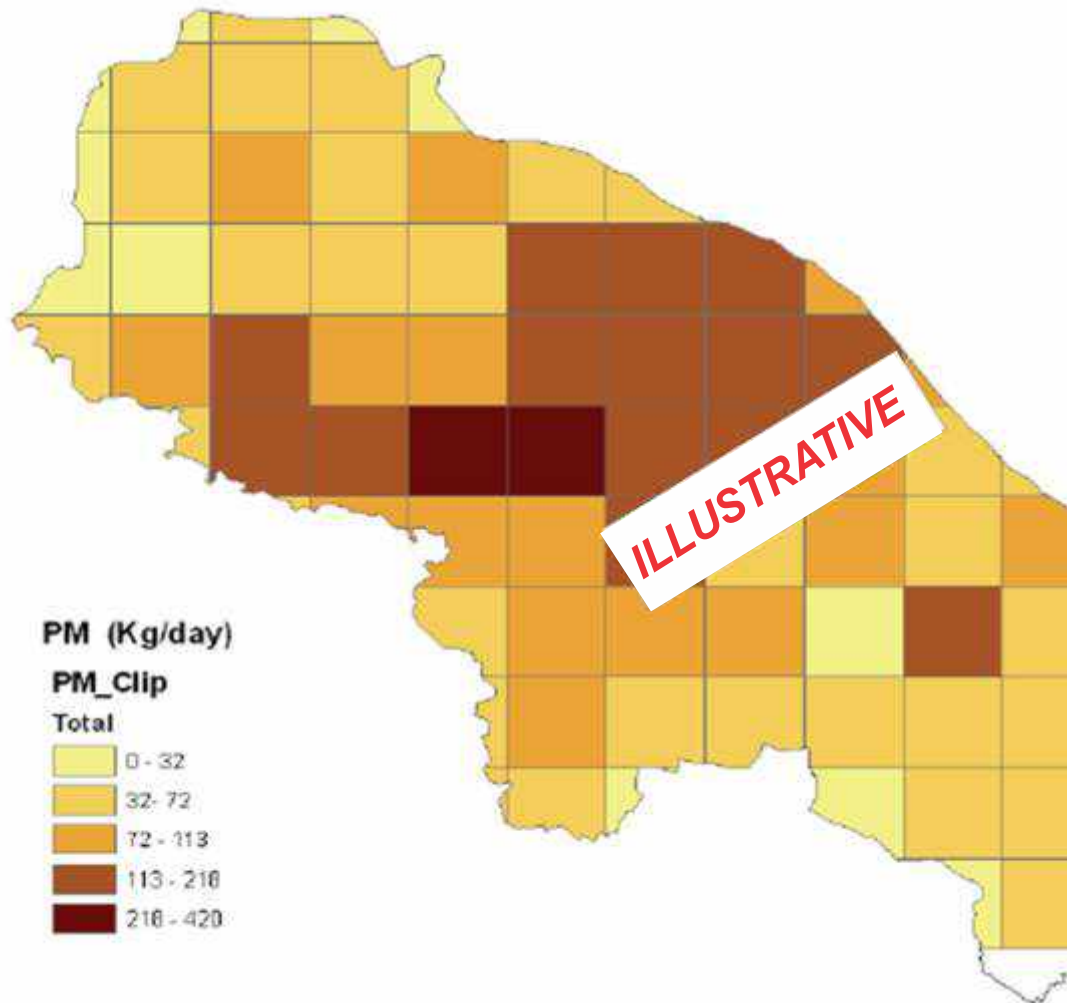 ILLUSTRATIVE
PM (Kg/day)
PM_Clip
Total
0 - 32
32- 72
72 - 113
113 - 218
218 - 420